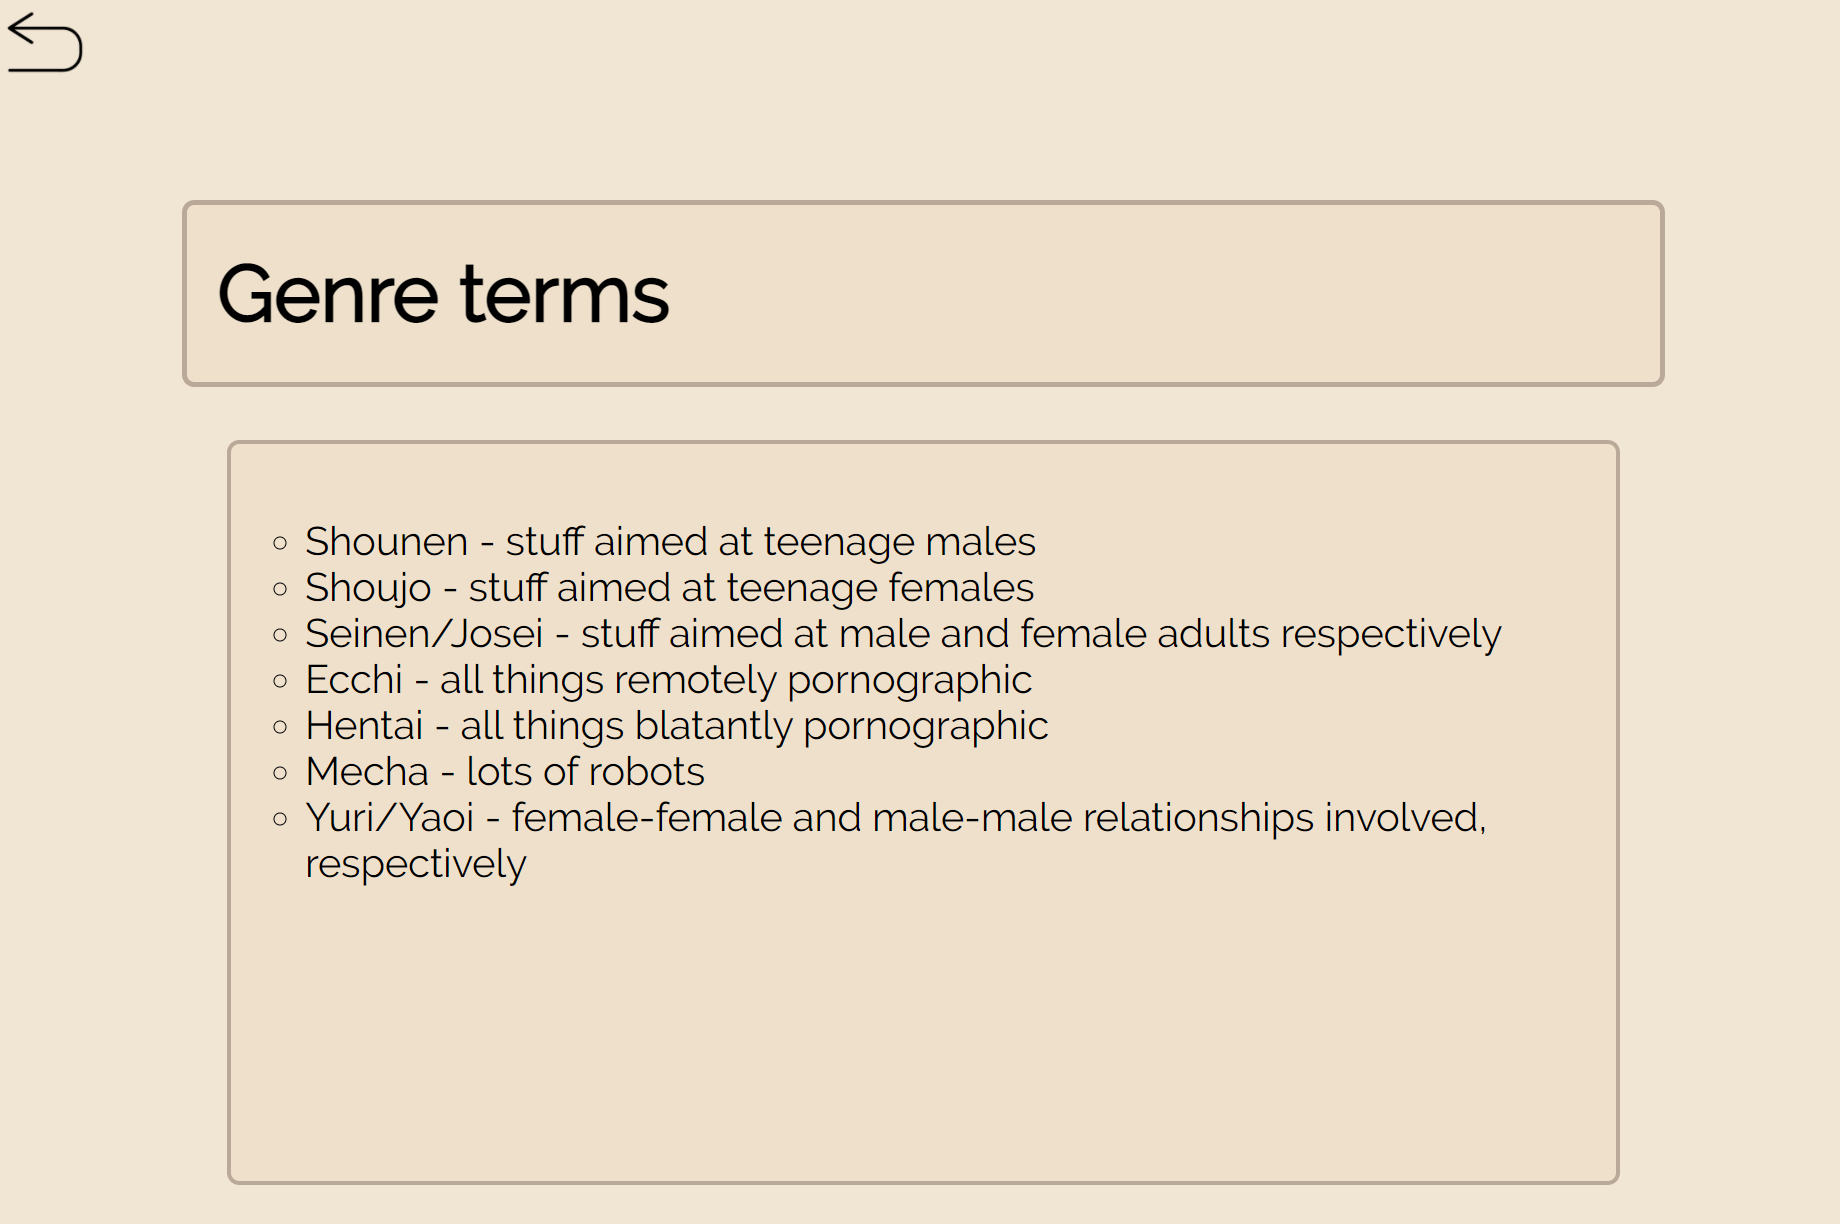 Genre terms
Shounen - stuff aimed at teenage males
Shoujo - stuff aimed at teenage females
Seinen/Josei - stuff aimed at male and female adults respectively
Ecchi - all things remotely pornographic
Hentai - all things blatantly pornographic
Mecha - lots of robots
Yuri/Yaoi - female-female and male-male relationships involved,
respectively